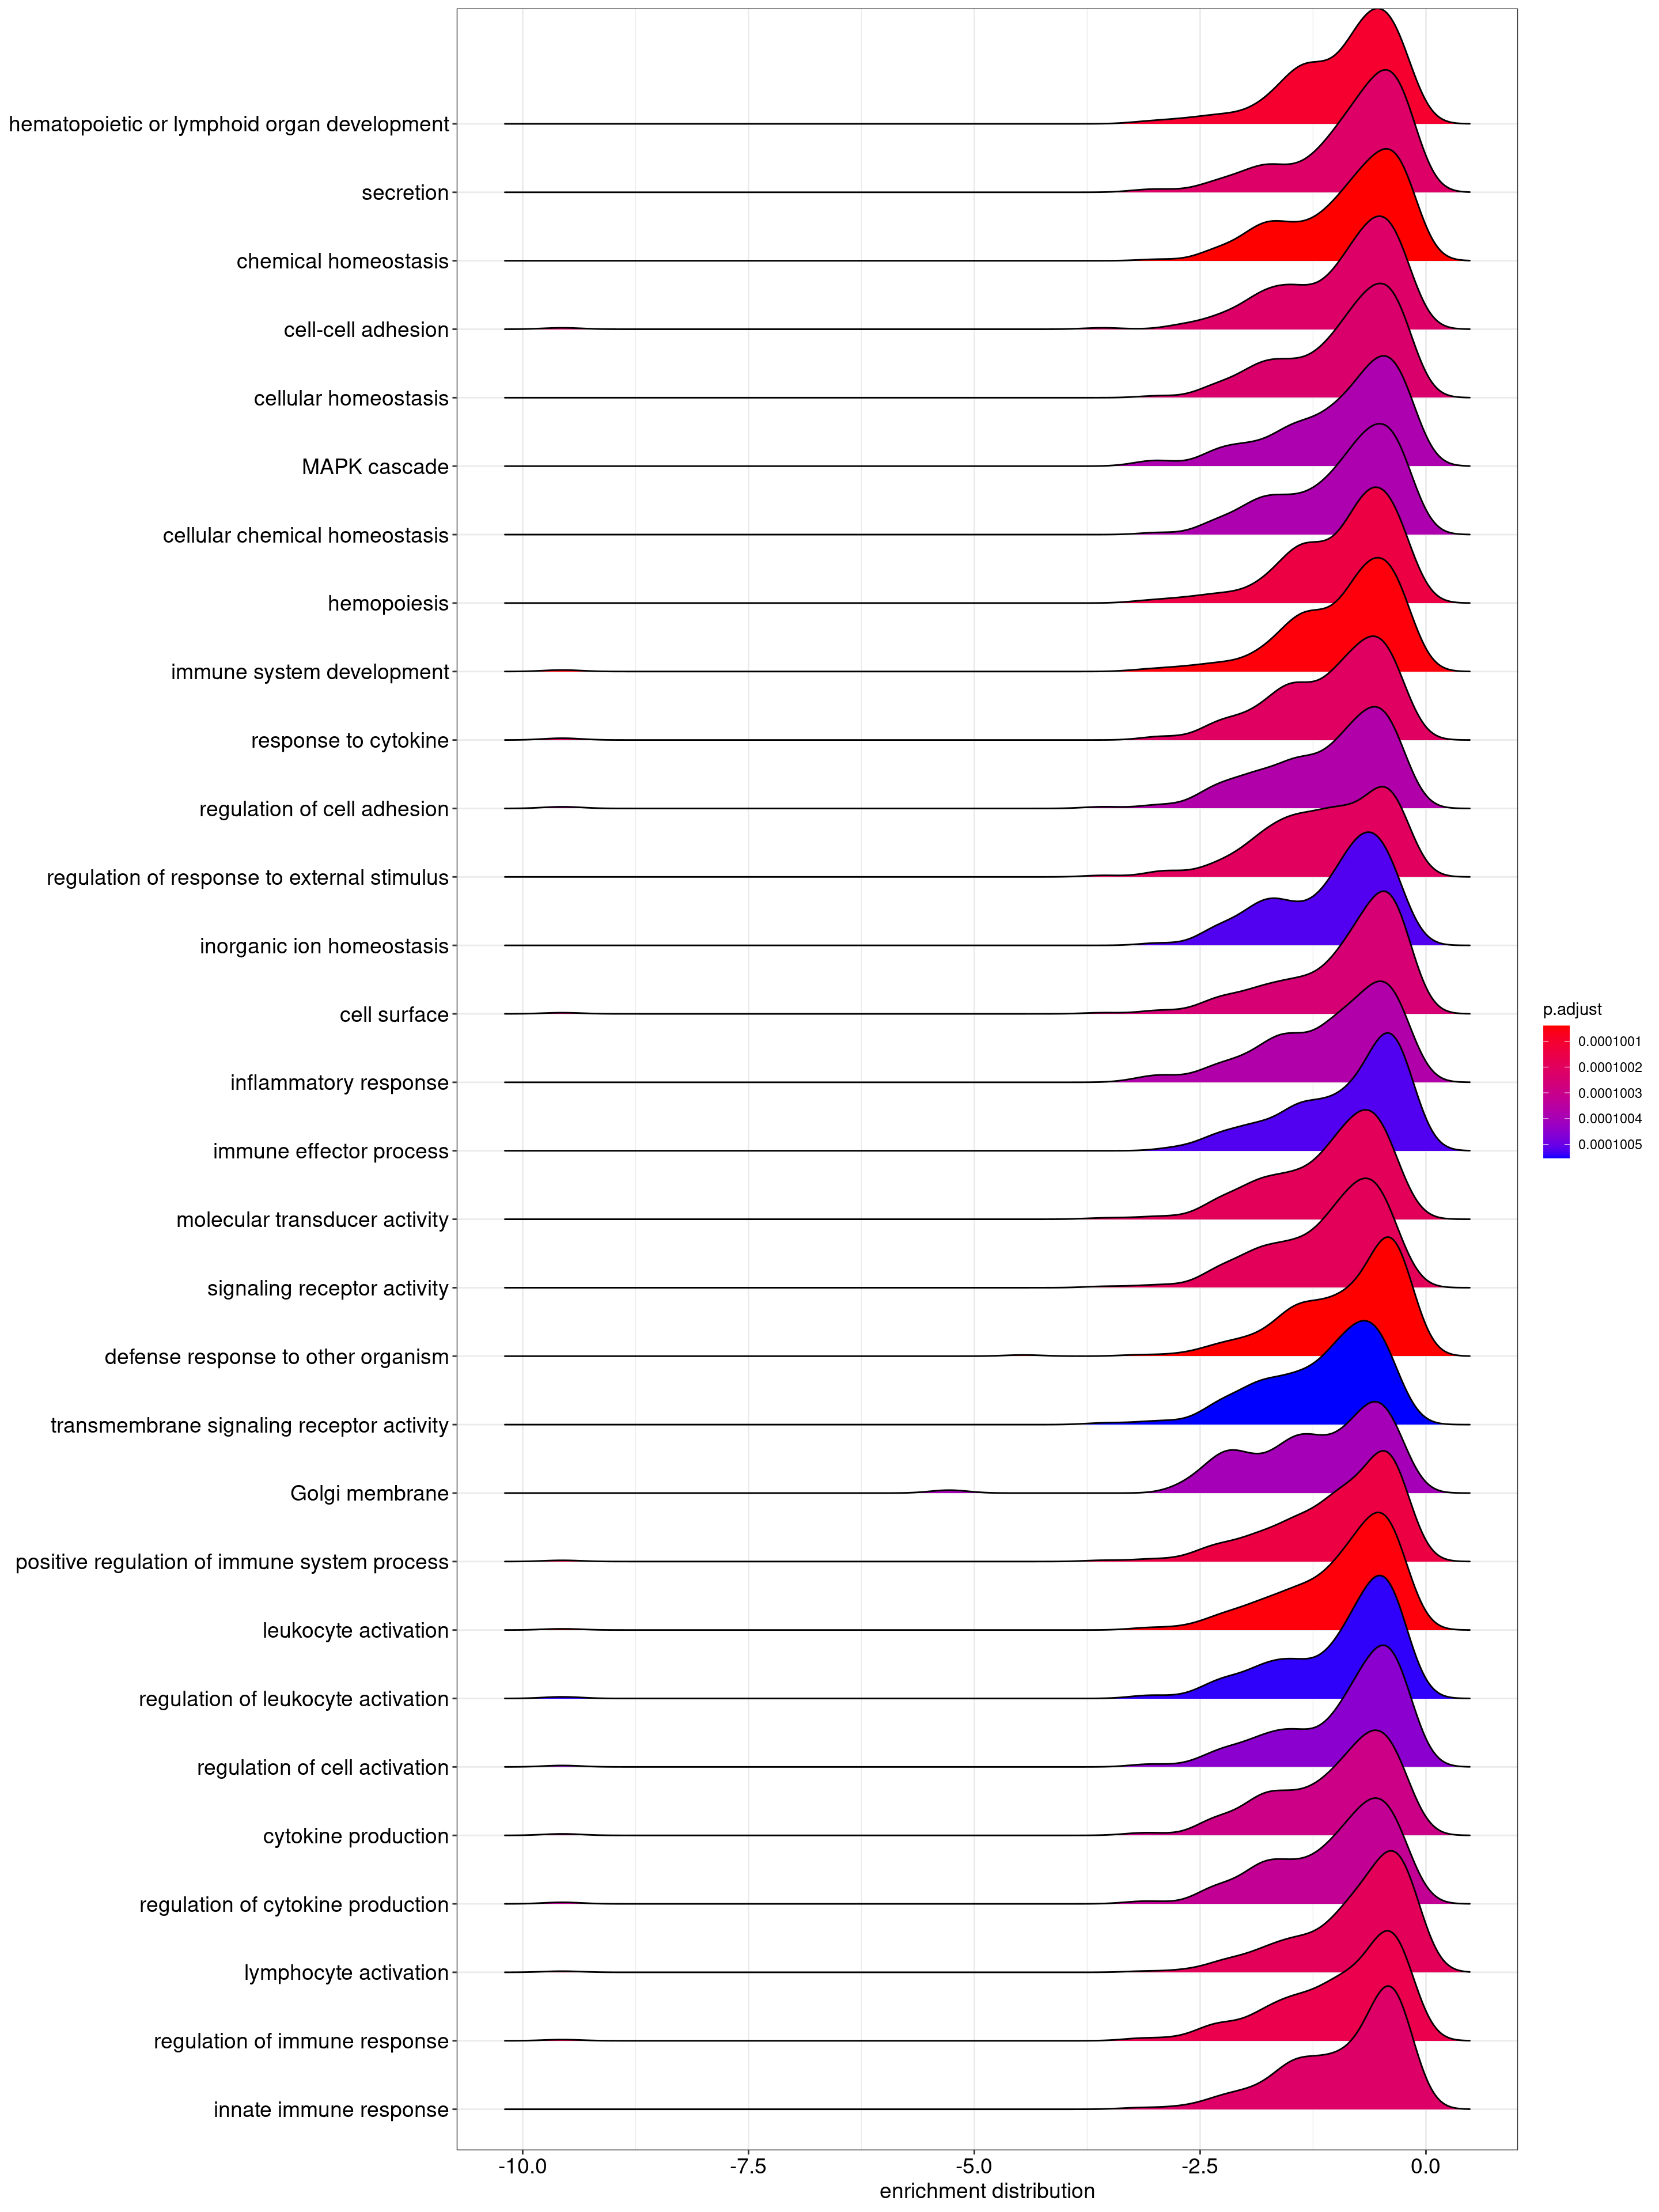 hematopoietic or lymphoid organ development
secretion
chemical homeostasis
cell-cell adhesion
cellular homeostasis
MAPK cascade
cellular chemical homeostasis
hemopoiesis
immune system development
response to cytokine
regulation of cell adhesion
regulation of response to external stimulus
inorganic ion homeostasis
cell surface
inflammatory response
immune effector process
molecular transducer activity
signaling receptor activity
defense response to other organism
transmembrane signaling receptor activity
Golgi membrane
positive regulation of immune system process
leukocyte activation
regulation of leukocyte activation
regulation of cell activation
cytokine production
regulation of cytokine production
lymphocyte activation
regulation of immune response
innate immune response
-10.0 -7.5 -5.0 -2.5 0.0
enrichment distribution
p.adjust
0.0001001
0.0001002
0.0001003
0.0001004
0.0001005